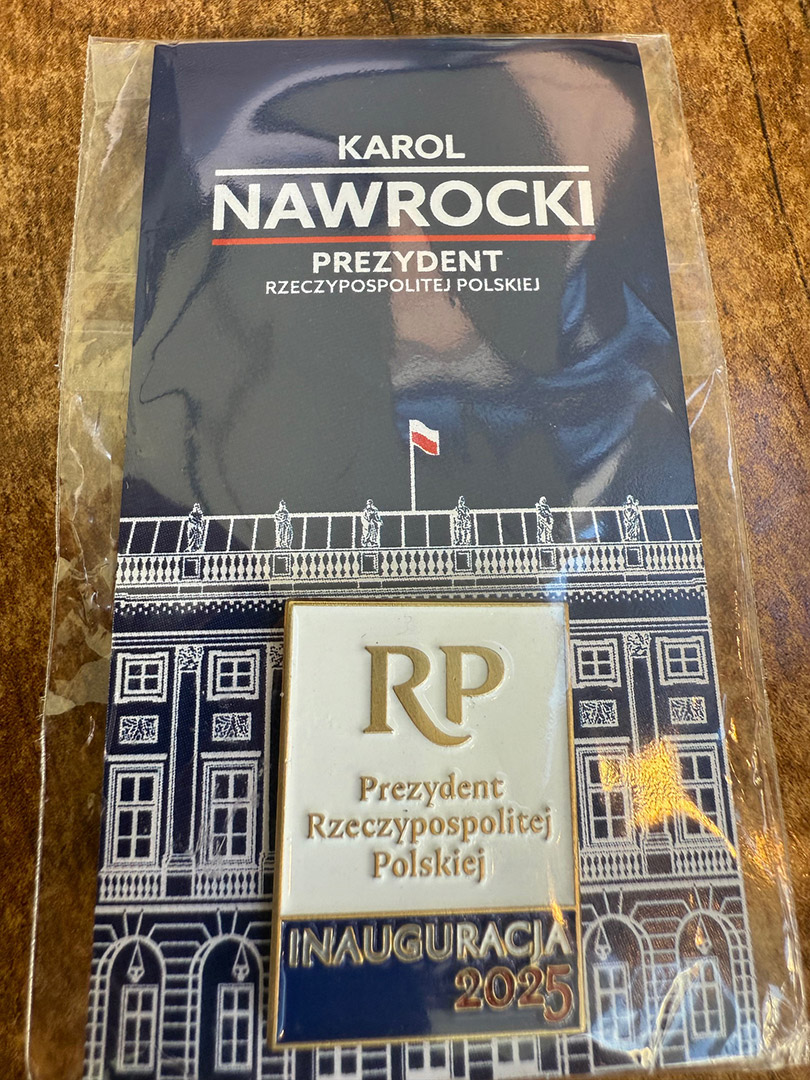 KAROL
NAWROCKI
PREZYDENT
RZECZYPOSPOLITEJ POLSKIEJ
RP
Prezydent
Rzeczypospolitej
Polskiej
INAUGURACJA
2025